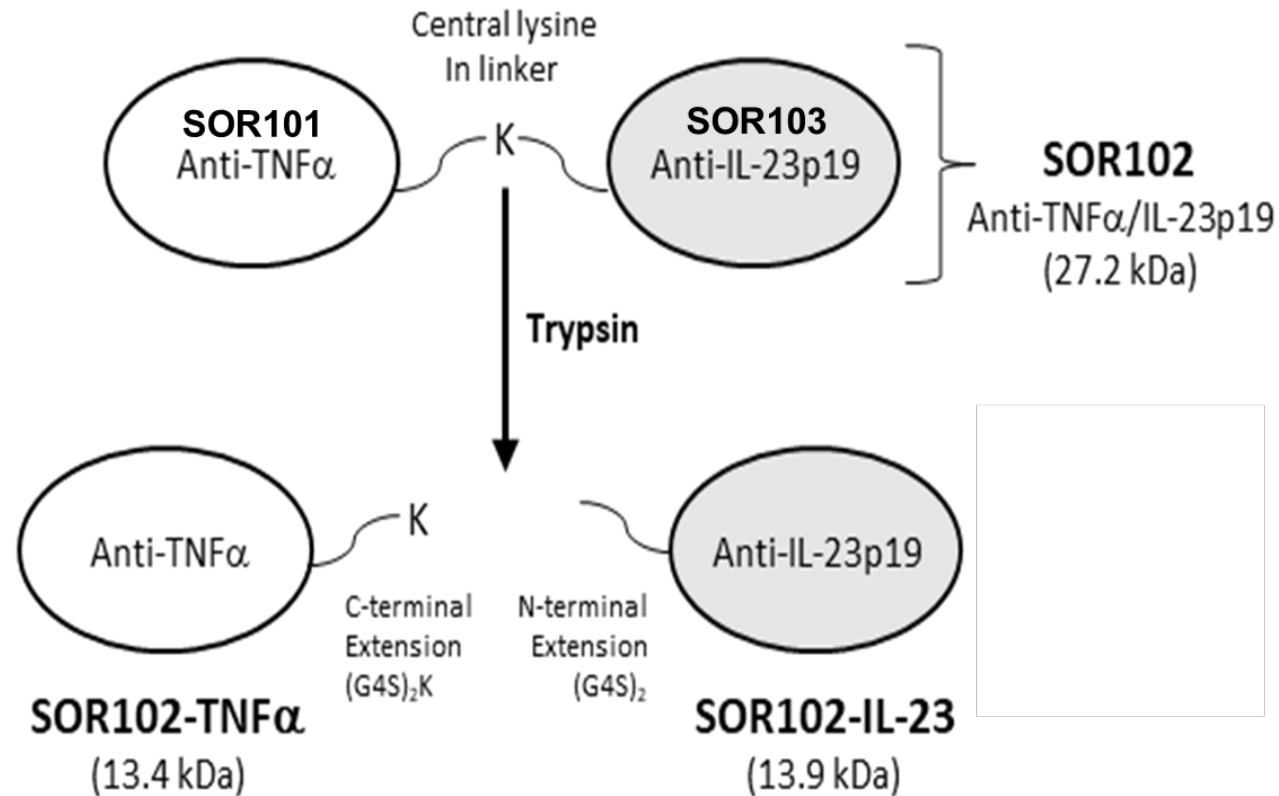 Central lysine
In linker
SOR101
Anti-TNFα
K
SOR103
Anti-IL-23p19
SOR102
Anti-TNFα/IL-23p19
(27.2 kDa)
Trypsin
Anti-TNFα
K
Anti-IL-23p19
C-terminal
Extension
(G4S)₂K
N-terminal
Extension
(G4S)₂
SOR102-TNFα
(13.4 kDa)
SOR102-IL-23
(13.9 kDa)